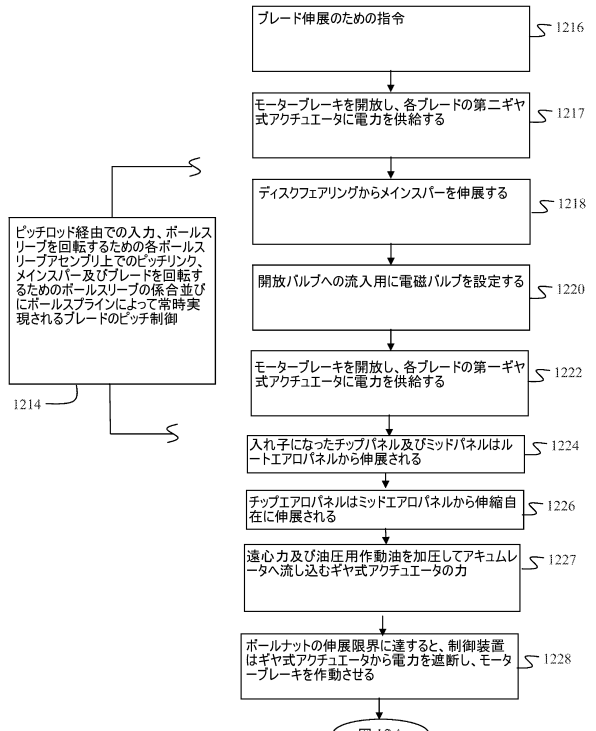 ブレード伸展のための指令
1216
モーターブレーキを開放し、各ブレードの第二ギヤ
式アクチュエータに電力を供給する
1217
ディスクフェアリングからメインスパーを伸展する
1218
ピッチロッド経由での入力、ボールス
リーブを回転するための各ボールス
リーブアセンブリ上でのピッチリンク、
メインスパー及びブレードを回転す
るためのボールスリーブの係合並び
にボールスプラインによって常時実
現されるブレードのピッチ制御
1214
開放バルブへの流入用に電磁バルブを設定する
1220
モーターブレーキを開放し、各ブレードの第一ギヤ
式アクチュエータに電力を供給する
1222
入れ子になったチップパネル及びミッドパネルはル
ートエアロパネルから伸展される
1224
チップエアロパネルはミッドエアロパネルから伸縮自
在に伸展される
1226
遠心力及び油圧用作動油を加圧してアキュムレ
ータへ流し込むギヤ式アクチュエータの力
1227
ボールナットの伸展限界に達すると、制御装置
はギヤ式アクチュエータから電力を遮断し、モータ
ーブレーキを作動させる
1228